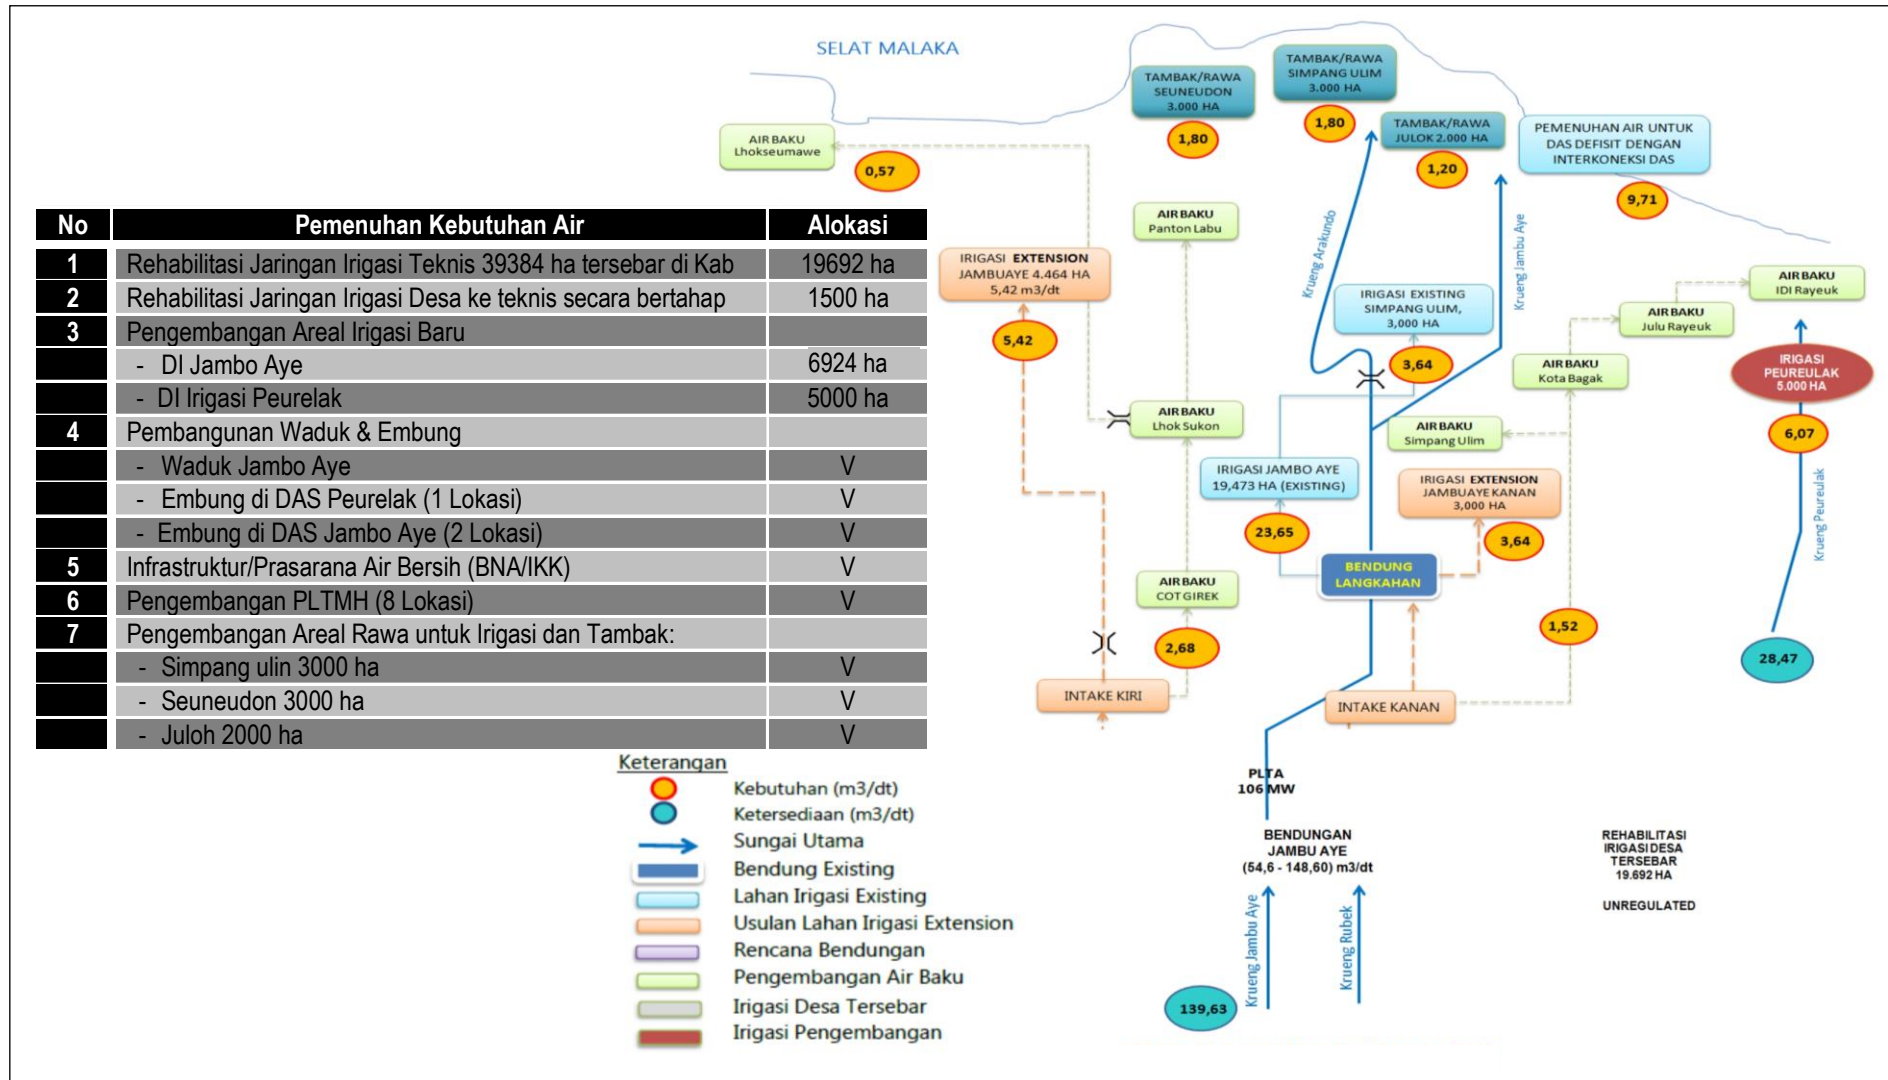 SELAT MALAKA
TAMBAK/RAWA
SEUNEUDON
3.000 HA
1,80
TAMBAK/RAWA
SIMPANG ULIM
3.000 HA
1,80
TAMBAK/RAWA
JULOK 2.000 HA
1,20
PEMENUHAN AIR UNTUK
DAS DEFISIT DENGAN
INTERKONEKSI DAS
9,71
AIR BAKU
Lhokseumawe
0,57
No Pemenuhan Kebutuhan Air Alokasi
1 Rehabilitasi Jaringan Irigasi Teknis 39384 ha tersebar di Kab 19692 ha
2 Rehabilitasi Jaringan Irigasi Desa ke teknis secara bertahap 1500 ha
3 Pengembangan Areal Irigasi Baru
- DI Jambo Aye 6924 ha
- DI Irigasi Peurelak 5000 ha
4 Pembangunan Waduk & Embung
- Waduk Jambo Aye V
- Embung di DAS Peurelak (1 Lokasi) V
- Embung di DAS Jambo Aye (2 Lokasi) V
5 Infrastruktur/Prasarana Air Bersih (BNA/IKK) V
6 Pengembangan PLTMH (8 Lokasi) V
7 Pengembangan Areal Rawa untuk Irigasi dan Tambak:
- Simpang ulin 3000 ha V
- Seuneudon 3000 ha V
- Juloh 2000 ha V
IRIGASI EXTENSION
JAMBUAYE 4.464 HA
5,42 m3/dt
5,42
AIR BAKU
Panton Labu
Krueng Arakundo
Krueng Jambu Aye
IRIGASI EXISTING
SIMPANG ULIM,
3,000 HA
3,64
AIR BAKU
IDI Rayeuk
AIR BAKU
Julu Rayeuk
AIR BAKU
Kota Bagak
IRIGASI
PEUREULAK
5.000 HA
6,07
Krueng Peureulak
28,47
AIR BAKU
Lhok Sukon
AIR BAKU
Simpang Ulim
IRIGASI JAMBO AYE
19,473 HA (EXISTING)
23,65
IRIGASI EXTENSION
JAMBUAYE KANAN
3,000 HA
3,64
BENDUNG
LANGKAHAN
AIR BAKU
COT GIREK
2,68
1,52
INTAKE KIRI
INTAKE KANAN
PLTA
106 MW
BENDUNGAN
JAMBU AYE
(54,6 - 148,60) m3/dt
Krueng Jambu Aye
Krueng Rubek
139,63
REHABILITASI
IRIGASI DESA
TERSEBAR
19.692 HA
UNREGULATED
Keterangan
Kebutuhan (m3/dt)
Ketersediaan (m3/dt)
Sungai Utama
Bendung Existing
Lahan Irigasi Existing
Usulan Lahan Irigasi Extension
Rencana Bendungan
Pengembangan Air Baku
Irigasi Desa Tersebar
Irigasi Pengembangan